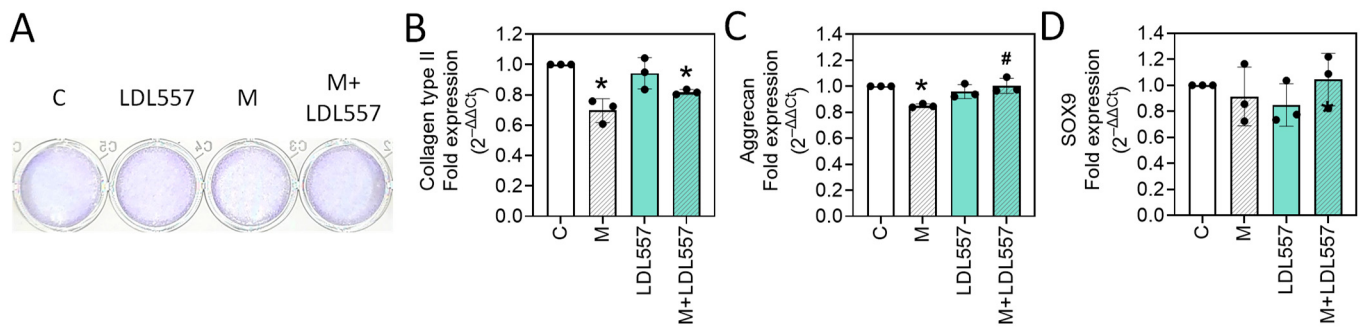 A
C
LDL557
M
M+
LDL557
C5
C4
C3
B
Collagen type II
Fold expression
(2⁻ΔΔCt)
1.2
1.0
0.8
0.6
0.4
0.2
0.0
*
*
C
M
LDL557
M+LDL557
C
Aggrecan
Fold expression
(2⁻ΔΔCt)
1.4
1.2
1.0
0.8
0.6
0.4
0.2
0.0
*
#
C
M
LDL557
M+LDL557
D
SOX9
Fold expression
(2⁻ΔΔCt)
1.4
1.2
1.0
0.8
0.6
0.4
0.2
0.0
*
C
M
LDL557
M+LDL557